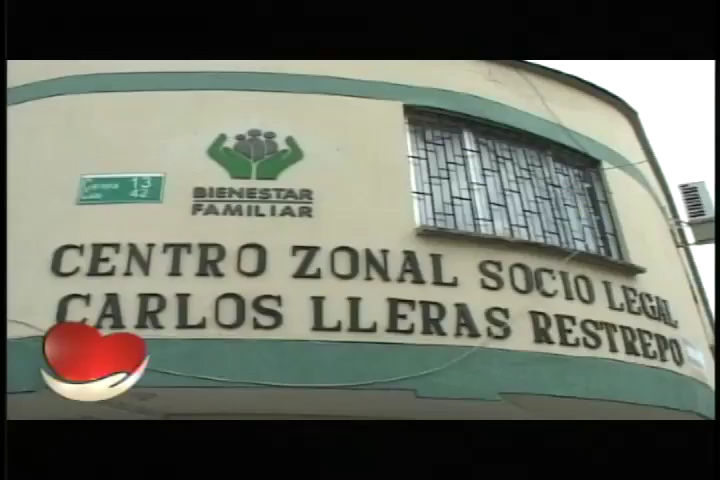 Carrera 13
Calle 42
BIENESTAR
FAMILIAR
CENTRO ZONAL SOCIO LEGAL
CARLOS LLERAS RESTREPO